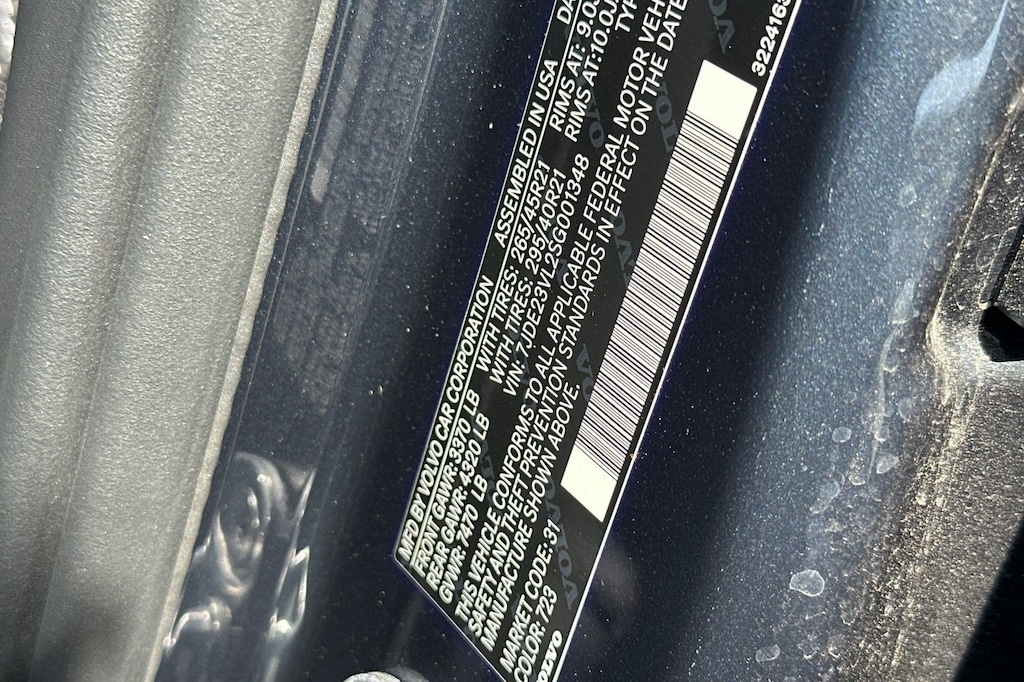 MFD BY VOLVO CAR CORPORATION ASSEMBLED IN USA
FRONT GAWR: 3370 LB WITH TIRES: 265/45R21 RIMS AT: 9.0J
REAR GAWR: 4320 LB WITH TIRES: 295/40R21 RIMS AT:10.0J
GVWR: 7470 LB VIN: 7JDE23VL2SG001348
THIS VEHICLE CONFORMS TO ALL APPLICABLE FEDERAL MOTOR
SAFETY AND THEFT PREVENTION STANDARDS IN EFFECT ON THE DATE
MANUFACTURE SHOWN ABOVE.
MARKET CODE: 31
COLOR: 723
VOLVO